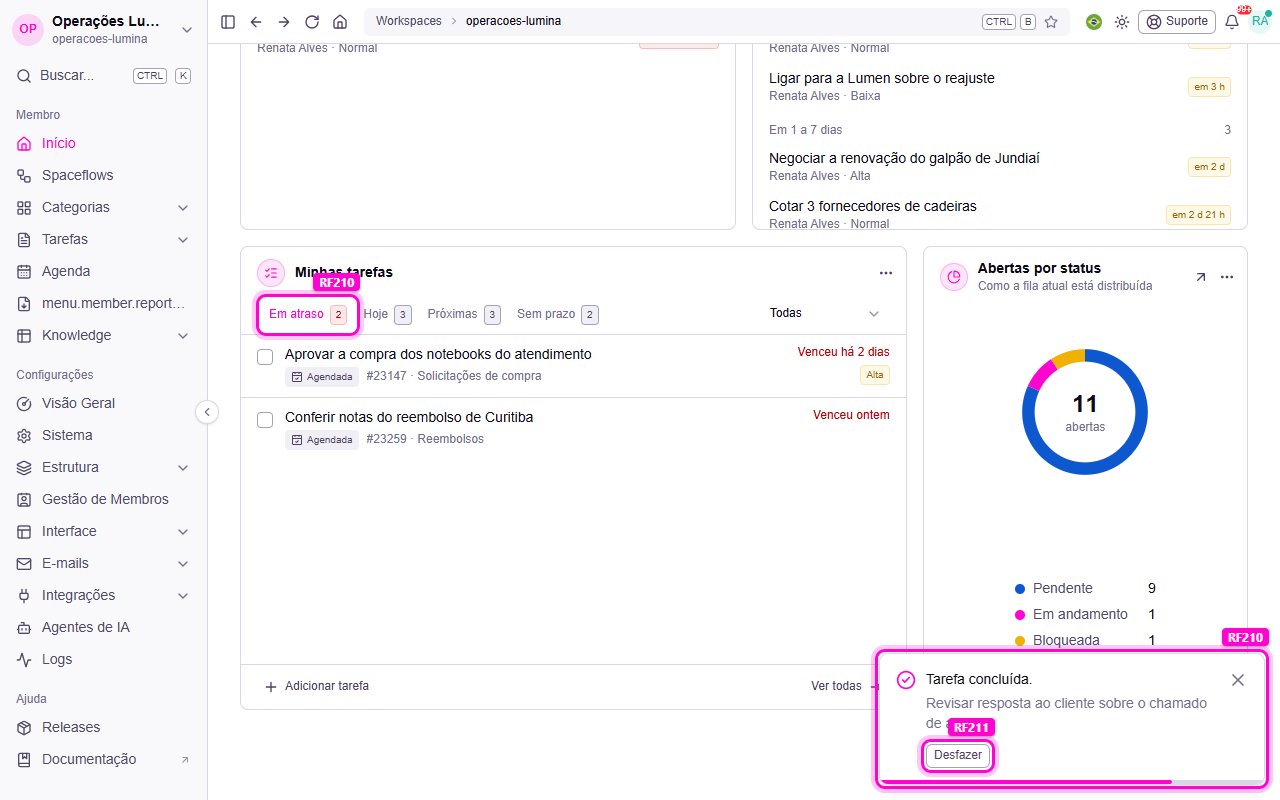 OP
Operações Lu...
operacoes-lumina
Buscar...
CTRL K
Membro
Início
Spaceflows
Categorias
Tarefas
Agenda
menu.member.report...
Knowledge
Configurações
Visão Geral
Sistema
Estrutura
Gestão de Membros
Interface
E-mails
Integrações
Agentes de IA
Logs
Ajuda
Releases
Documentação
Workspaces > operacoes-lumina
CTRL B
Suporte
99+
RA
Renata Alves · Normal
Renata Alves · Normal
Ligar para a Lumen sobre o reajuste
Renata Alves · Baixa
em 3 h
Em 1 a 7 dias 3
Negociar a renovação do galpão de Jundiaí
Renata Alves · Alta
em 2 d
Cotar 3 fornecedores de cadeiras
Renata Alves · Normal
em 2 d 21 h
Minhas tarefas
RF210
Em atraso 2
Hoje 3
Próximas 3
Sem prazo 2
Todas
Aprovar a compra dos notebooks do atendimento
Venceu há 2 dias
Agendada #23147 · Solicitações de compra
Alta
Conferir notas do reembolso de Curitiba
Venceu ontem
Agendada #23259 · Reembolsos
Adicionar tarefa
Ver todas
Abertas por status
Como a fila atual está distribuída
11
abertas
Pendente 9
Em andamento 1
Bloqueada 1
RF210
Tarefa concluída.
Revisar resposta ao cliente sobre o chamado
de
RF211
Desfazer